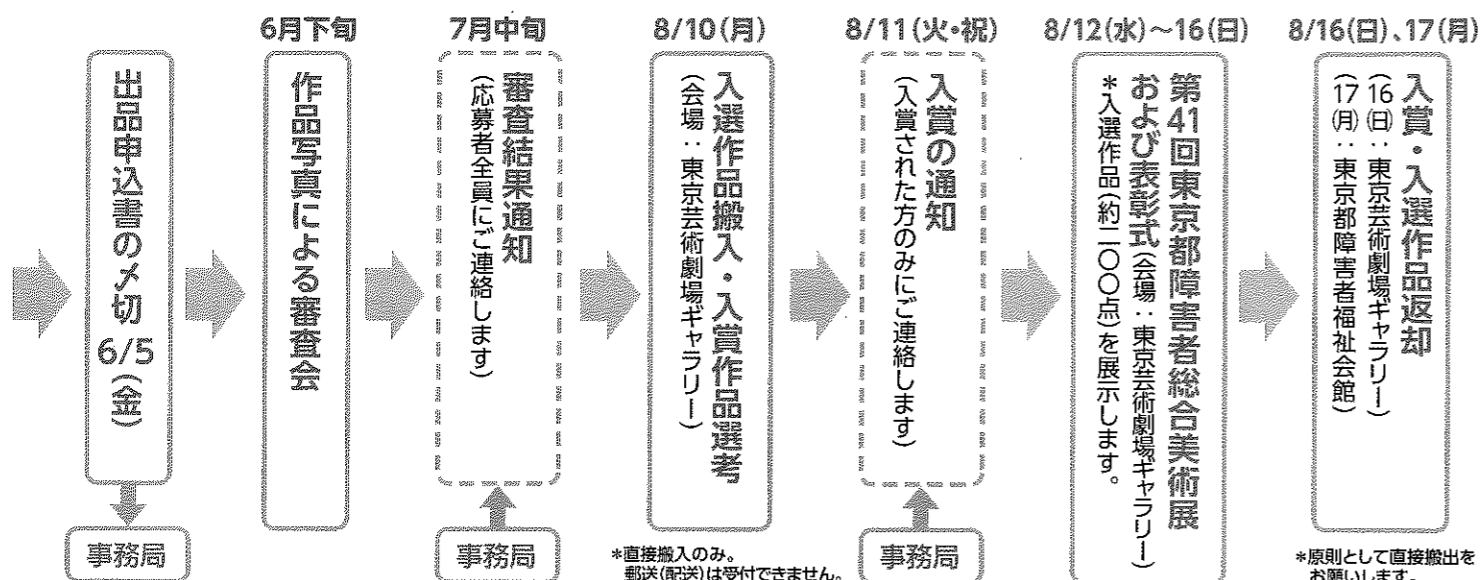 出品申込書の〆切 6/5(金)
事務局
6月下旬
作品写真による審査会
7月中旬
審査結果通知
(応募者全員にご連絡します)
事務局
8/10(月)
入選作品搬入・入賞作品選考
(会場：東京芸術劇場ギャラリー)
*直接搬入のみ。
郵送(配送)は受付できません。
8/11(火・祝)
入賞の通知
(入賞された方のみにご連絡します)
事務局
8/12(水)～16(日)
第41回東京都障害者総合美術展
および表彰式(会場：東京芸術劇場ギャラリー)
*入選作品(約二〇〇点)を展示します。
8/16(日)、17(月)
入賞・入選作品返却
(16(日)：東京芸術劇場ギャラリー)
(17(月)：東京都障害者福祉会館)
*原則として直接搬出を
お願いします。